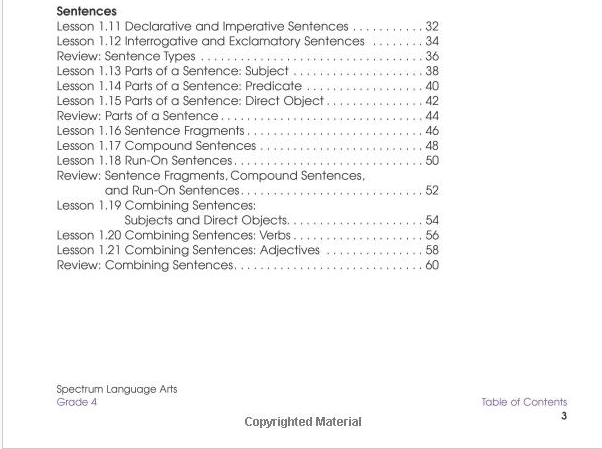 Sentences
Lesson 1.11 Declarative and Imperative Sentences . . . . . . . . . . . 32
Lesson 1.12 Interrogative and Exclamatory Sentences . . . . . . . . 34
Review: Sentence Types . . . . . . . . . . . . . . . . . . . . . . . . . . . . . . . . . . 36
Lesson 1.13 Parts of a Sentence: Subject . . . . . . . . . . . . . . . . . . . . 38
Lesson 1.14 Parts of a Sentence: Predicate . . . . . . . . . . . . . . . . . . 40
Lesson 1.15 Parts of a Sentence: Direct Object . . . . . . . . . . . . . . . 42
Review: Parts of a Sentence . . . . . . . . . . . . . . . . . . . . . . . . . . . . . . . 44
Lesson 1.16 Sentence Fragments . . . . . . . . . . . . . . . . . . . . . . . . . . . 46
Lesson 1.17 Compound Sentences . . . . . . . . . . . . . . . . . . . . . . . . . 48
Lesson 1.18 Run-On Sentences . . . . . . . . . . . . . . . . . . . . . . . . . . . . . 50
Review: Sentence Fragments, Compound Sentences,
and Run-On Sentences . . . . . . . . . . . . . . . . . . . . . . . . . . . . 52
Lesson 1.19 Combining Sentences:
Subjects and Direct Objects. . . . . . . . . . . . . . . . . . . . . 54
Lesson 1.20 Combining Sentences: Verbs . . . . . . . . . . . . . . . . . . . . 56
Lesson 1.21 Combining Sentences: Adjectives . . . . . . . . . . . . . . . 58
Review: Combining Sentences . . . . . . . . . . . . . . . . . . . . . . . . . . . . . 60
Spectrum Language Arts
Grade 4
Table of Contents
3
Copyrighted Material